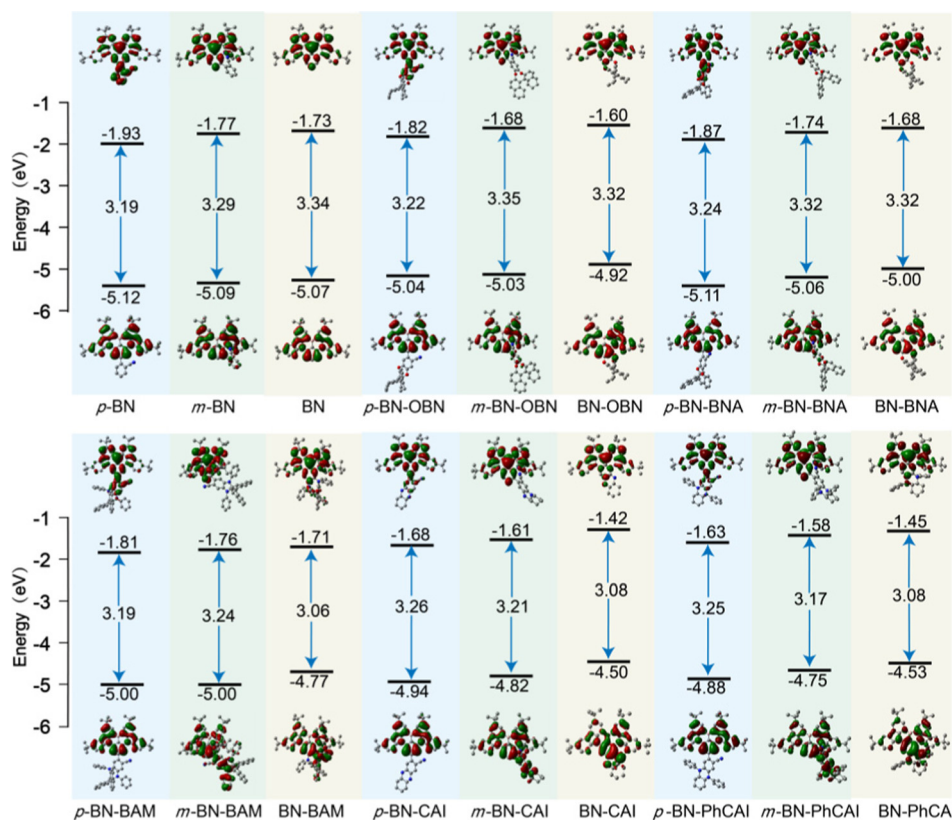 -1
-2
-3
-4
-5
-6
Energy (eV)
-1.93 -1.77 -1.73 -1.82 -1.68 -1.60 -1.87 -1.74 -1.68
3.19 3.29 3.34 3.22 3.35 3.32 3.24 3.32 3.32
-5.12 -5.09 -5.07 -5.04 -5.03 -4.92 -5.11 -5.06 -5.00
p-BN m-BN BN p-BN-OBN m-BN-OBN BN-OBN p-BN-BNA m-BN-BNA BN-BNA
-1
-2
-3
-4
-5
-6
Energy (eV)
-1.81 -1.76 -1.71 -1.68 -1.61 -1.42 -1.63 -1.58 -1.45
3.19 3.24 3.06 3.26 3.21 3.08 3.25 3.17 3.08
-5.00 -5.00 -4.77 -4.94 -4.82 -4.50 -4.88 -4.75 -4.53
p-BN-BAM m-BN-BAM BN-BAM p-BN-CAI m-BN-CAI BN-CAI p-BN-PhCAI m-BN-PhCAI BN-PhCA